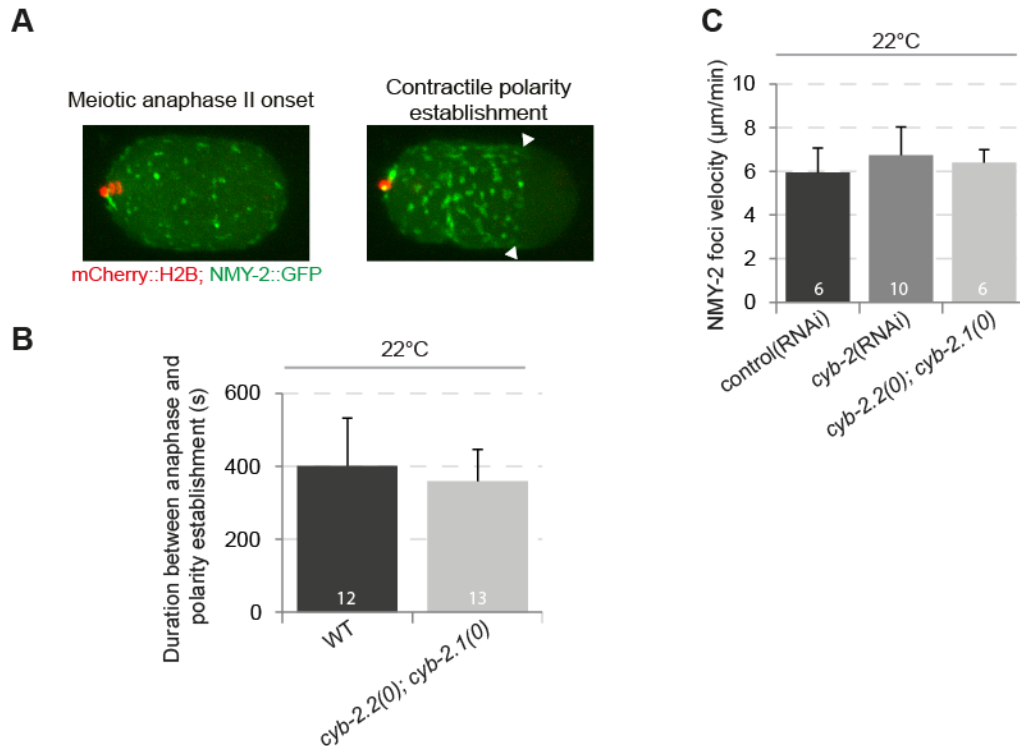 A
Meiotic anaphase II onset
Contractile polarity
establishment
mCherry::H2B; NMY-2::GFP
B
22°C
Duration between anaphase and
polarity establishment (s)
600
400
200
0
12
13
WT
cyb-2.2(0); cyb-2.1(0)
C
22°C
NMY-2 foci velocity (µm/min)
10
8
6
4
2
0
6
10
6
control(RNAi)
cyb-2(RNAi)
cyb-2.2(0); cyb-2.1(0)